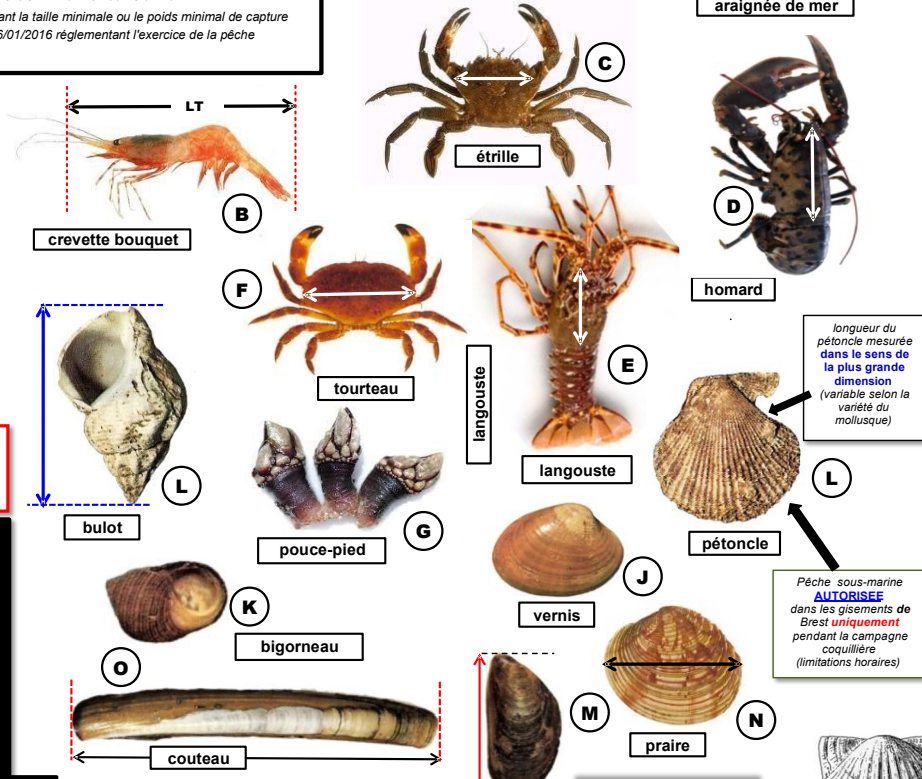 ant la taille minimale ou le poids minimal de capture
6/01/2016 réglementant l'exercice de la pêche
araignée de mer
C
LT
étrille
B
D
crevette bouquet
F
homard
E
tourteau
langouste
langouste
longueur du
pétoncle mesurée
dans le sens de
la plus grande
dimension
(variable selon la
variété du
mollusque)
L
L
bulot
G
pouce-pied
pétoncle
J
vernis
Pêche sous-marine
AUTORISEE
dans les gisements de
Brest uniquement
pendant la campagne
coquillière
(limitations horaires)
K
bigorneau
O
M
N
praire
couteau